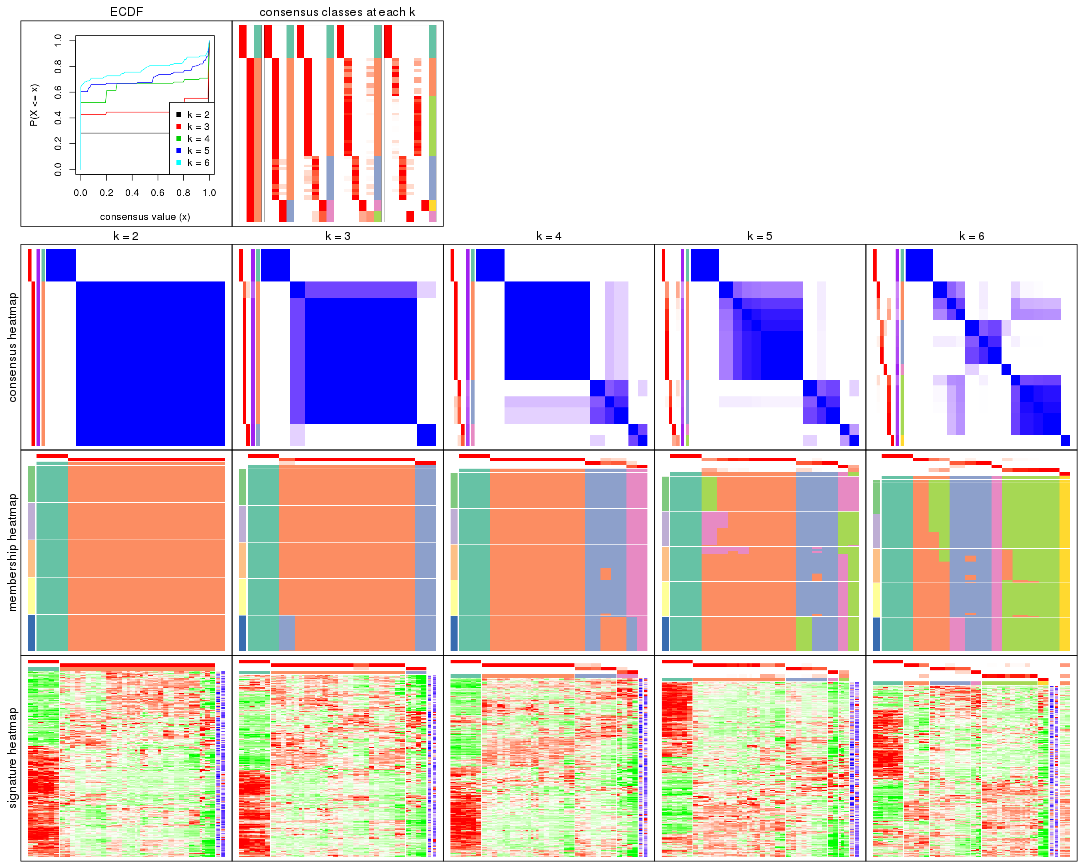 ECDF
consensus classes at each k
P(X <= x)
0.0 0.2 0.4 0.6 0.8 1.0
k = 2
k = 3
k = 4
k = 5
k = 6
0.0 0.2 0.4 0.6 0.8 1.0
consensus value (x)
k = 2 k = 3 k = 4 k = 5 k = 6
consensus heatmap
membership heatmap
signature heatmap